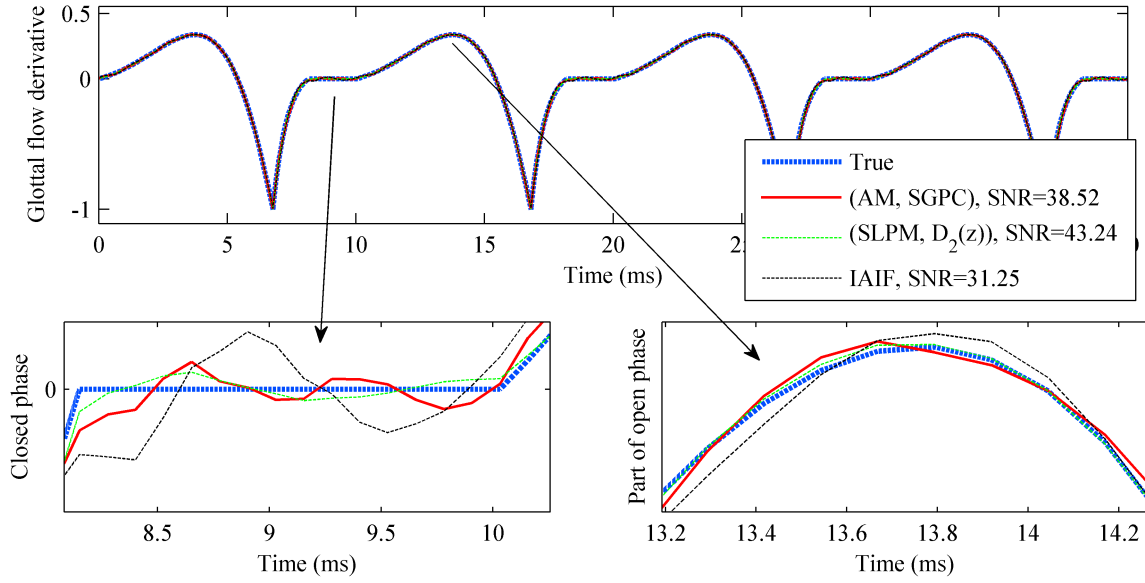 0.5
0
-1
Glottal flow derivative
0 5 10 15 20
Time (ms)
True
(AM, SGPC), SNR=38.52
(SLPM, D2(z)), SNR=43.24
IAIF, SNR=31.25
Closed phase
0
8.5 9 9.5 10
Time (ms)
Part of open phase
13.2 13.4 13.6 13.8 14 14.2
Time (ms)